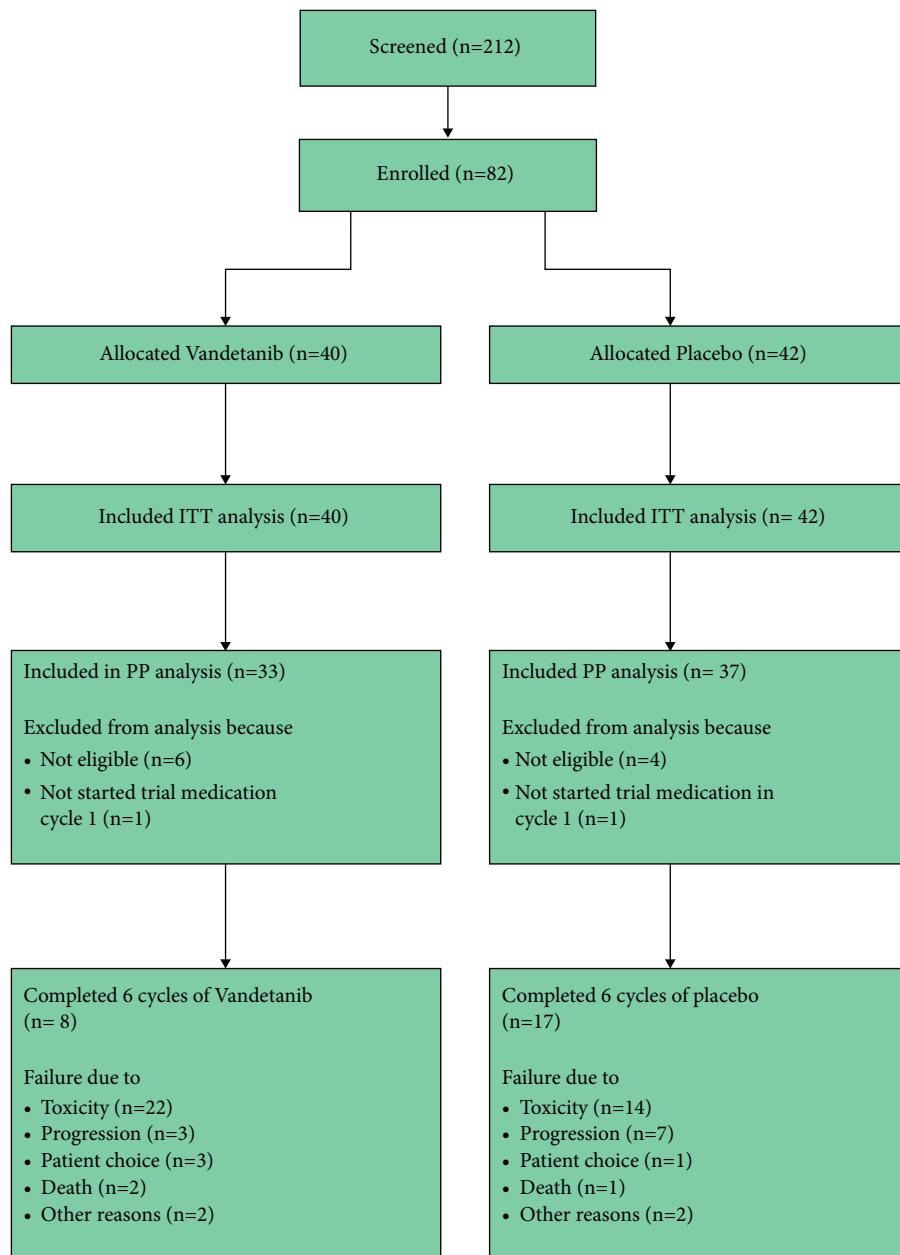 Screened (n=212)
Enrolled (n=82)
Allocated Vandetanib (n=40)
Allocated Placebo (n=42)
Included ITT analysis (n=40)
Included ITT analysis (n= 42)
Included in PP analysis (n=33)
Excluded from analysis because
• Not eligible (n=6)
• Not started trial medication
cycle 1 (n=1)
Included PP analysis (n= 37)
Excluded from analysis because
• Not eligible (n=4)
• Not started trial medication in
cycle 1 (n=1)
Completed 6 cycles of Vandetanib
(n= 8)
Failure due to
• Toxicity (n=22)
• Progression (n=3)
• Patient choice (n=3)
• Death (n=2)
• Other reasons (n=2)
Completed 6 cycles of placebo
(n=17)
Failure due to
• Toxicity (n=14)
• Progression (n=7)
• Patient choice (n=1)
• Death (n=1)
• Other reasons (n=2)